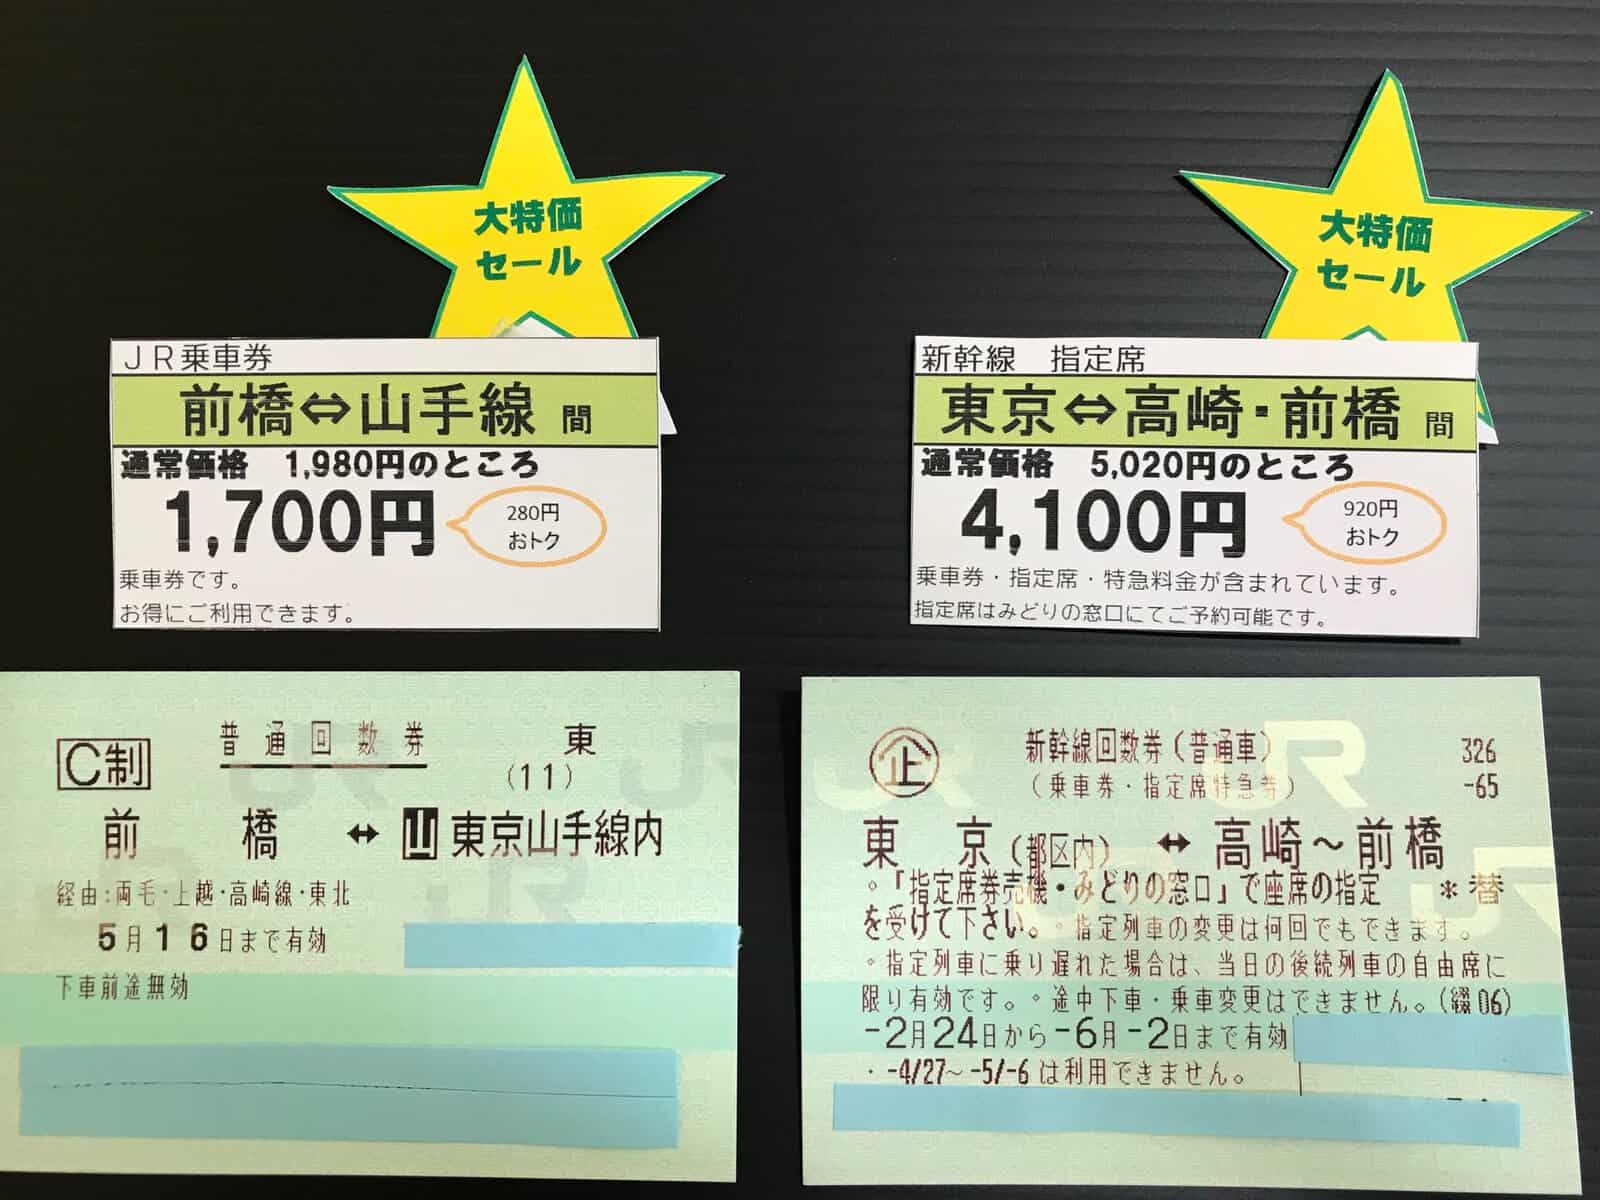 大特価
セール
JR乗車券
前橋⇔山手線 間
通常価格 1,980円のところ
1,700円
280円
おトク
乗車券です。
お得にご利用できます。
大特価
セール
新幹線 指定席
東京⇔高崎・前橋 間
通常価格 5,020円のところ
4,100円
920円
おトク
乗車券・指定席・特急料金が含まれています。
指定席はみどりの窓口にてご予約可能です。
C制 普通回数券 東
(11)
前橋 ↔ 山 東京山手線内
経由:両毛・上越・高崎線・東北
5月16日まで有効
下車前途無効
企 新幹線回数券(普通車) 326
(乗車券・指定席特急券) -65
東京(都区内) ↔ 高崎~前橋
。「指定席券売機・みどりの窓口」で座席の指定 *替
を受けて下さい。。指定列車の変更は何回でもできます。
。指定列車に乗り遅れた場合は、当日の後続列車の自由席に
限り有効です。。途中下車・乗車変更はできません。(綴06)
-2月24日から-6月-2日まで有効
・-4/27~-5/-6は利用できません。